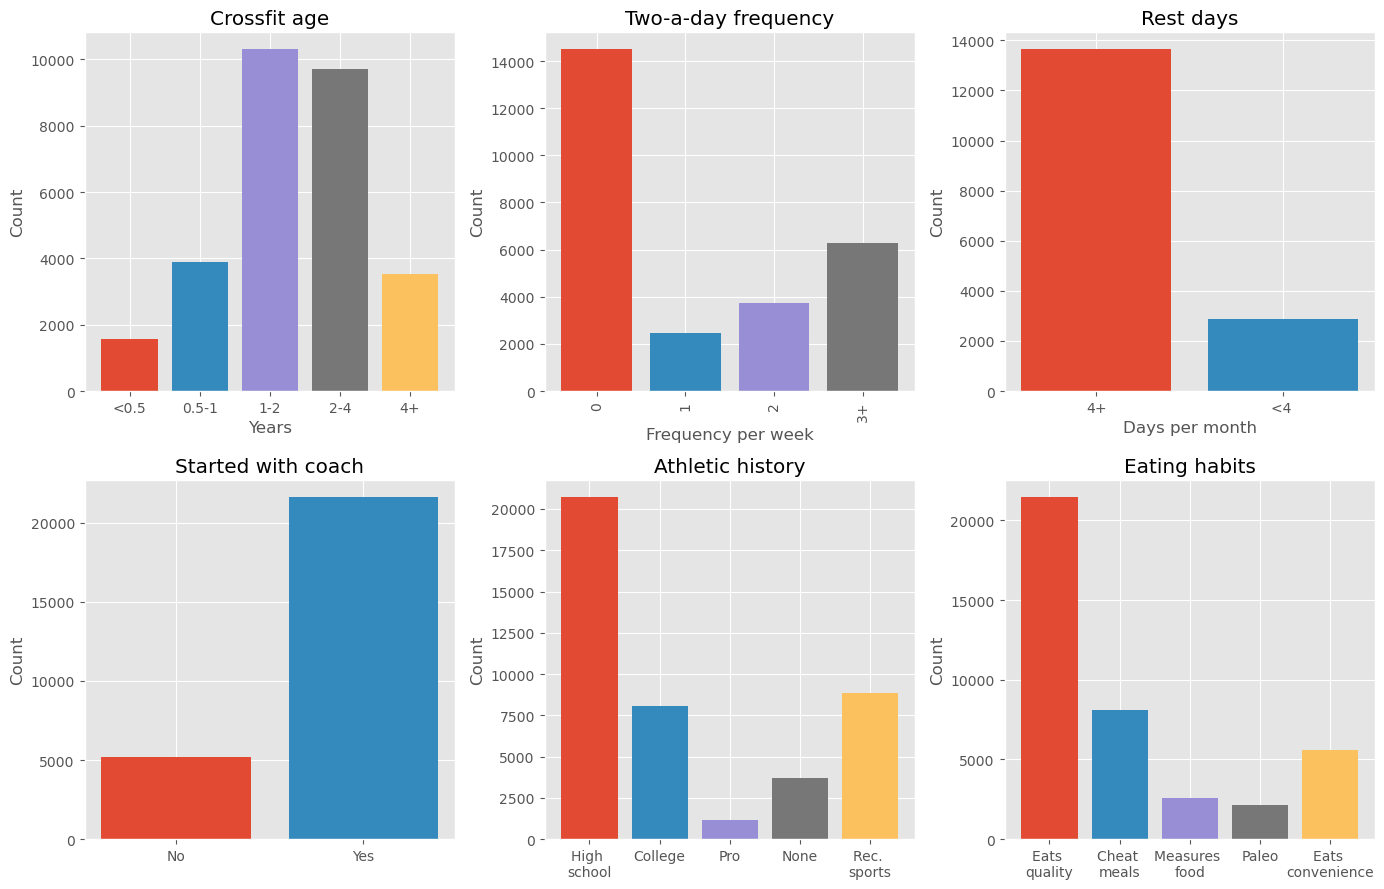 Crossfit age
Two-a-day frequency
Rest days
10000
8000
6000
4000
2000
0
Count
<0.5 0.5-1 1-2 2-4 4+
Years
14000
12000
10000
8000
6000
4000
2000
0
Count
0 1 2 3+
Frequency per week
14000
12000
10000
8000
6000
4000
2000
0
Count
4+ <4
Days per month
Started with coach
Athletic history
Eating habits
20000
15000
10000
5000
0
Count
No Yes
20000
17500
15000
12500
10000
7500
5000
2500
0
Count
High College Pro None Rec.
school sports
20000
15000
10000
5000
0
Count
Eats Cheat Measures Paleo Eats
quality meals food convenience